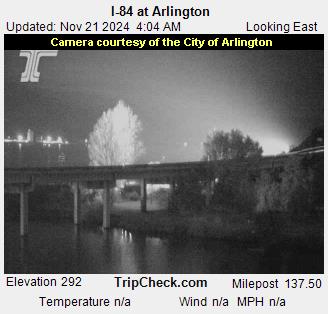 I-84 at Arlington
Updated: Nov 21 2024 4:04 AM Looking East
Camera courtesy of the City of Arlington
Elevation 292 TripCheck.com Milepost 137.50
Temperature n/a Wind n/a MPH n/a